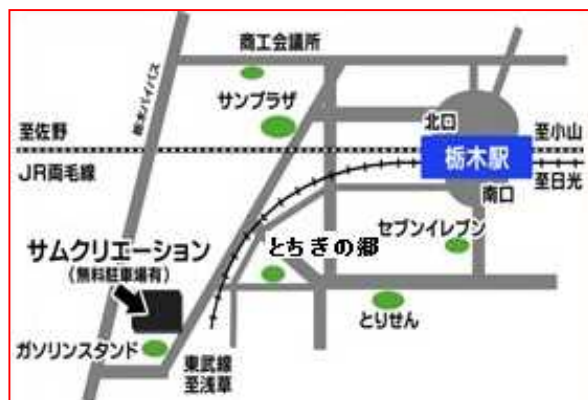 商工会議所
栃木バイパス
サンプラザ
北口
至佐野
至小山
栃木駅
JR両毛線
至日光
南口
セブンイレブン
とちぎの郷
サムクリエーション
(無料駐車場有)
とりせん
ガソリンスタンド
東武線
至浅草